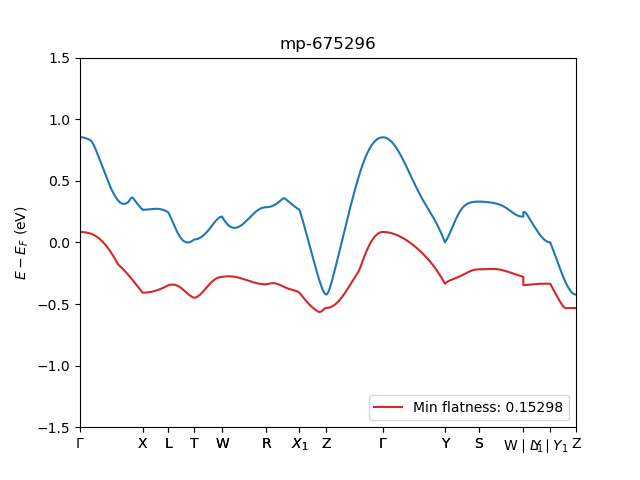 mp-675296
E − E_F (eV)
1.5
1.0
0.5
0.0
−0.5
−1.0
−1.5
Min flatness: 0.15298
Γ X L T W R X₁ Z Γ Y S W | Y₁ | Y₁ Z